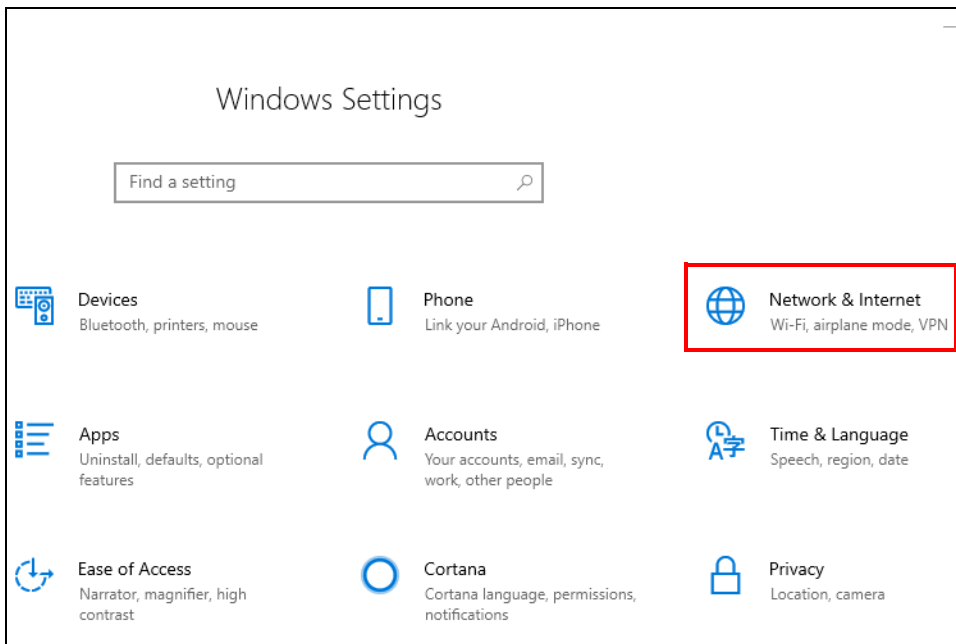 Windows Settings
Find a setting
Devices
Bluetooth, printers, mouse
Phone
Link your Android, iPhone
Network & Internet
Wi-Fi, airplane mode, VPN
Apps
Uninstall, defaults, optional
features
Accounts
Your accounts, email, sync,
work, other people
A字
Time & Language
Speech, region, date
Ease of Access
Narrator, magnifier, high
contrast
Cortana
Cortana language, permissions,
notifications
Privacy
Location, camera